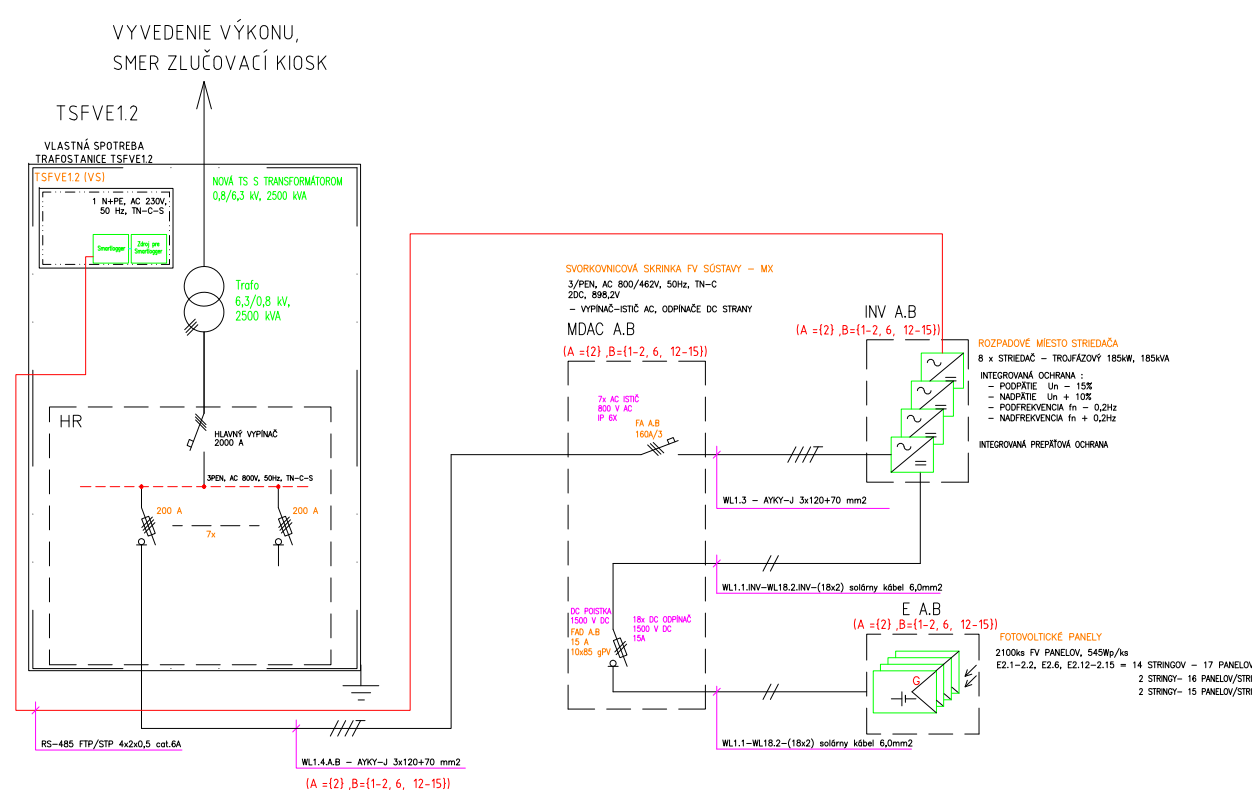 VYVEDENIE VÝKONU,
SMER ZLUČOVACÍ KIOSK
TSFVE1.2
VLASTNÁ SPOTREBA
TRAFOSTANICE TSFVE1.2
TSFVE1.2 (VS)
1 N+PE, AC 230V,
50 Hz, TN-C-S
Smartlogger
Zdroj pre
Smartlogger
NOVÁ TS S TRANSFORMÁTOROM
0,8/6,3 kV, 2500 kVA
Trafo
6,3/0,8 kV,
2500 kVA
HR
HLAVNÝ VYPÍNAČ
2000 A
3PEN, AC 800V, 50Hz, TN-C-S
200 A
7x
200 A
RS-485 FTP/STP 4x2x0,5 cat.6A
WL1.4.A.B - AYKY-J 3x120+70 mm2
(A ={2} ,B={1-2, 6, 12-15})
SVORKOVNICOVÁ SKRINKA FV SÚSTAVY - MX
3/PEN, AC 800/462V, 50Hz, TN-C
2DC, 898,2V
- VYPÍNAČ-ISTIČ AC, ODPÍNAČE DC STRANY
MDAC A.B
(A ={2} ,B={1-2, 6, 12-15})
7x AC ISTIČ
800 V AC
IP 6X
FA A.B
160A/3
WL1.3 - AYKY-J 3x120+70 mm2
WL1.1.INV-WL18.2.INV-(18x2) solárny kábel 6,0mm2
DC POISTKA
1500 V DC
FAD A.B
15 A
10x85 gPV
18x DC ODPÍNAČ
1500 V DC
15A
WL1.1-WL18.2-(18x2) solárny kábel 6,0mm2
INV A.B
(A ={2} ,B={1-2, 6, 12-15})
ROZPADOVÉ MIESTO STRIEDAČA
8 x STRIEDAČ - TROJFÁZOVÝ 185kW, 185kVA
INTEGROVANÁ OCHRANA :
- PODPÄTIE Un - 15%
- NADPÄTIE Un + 10%
- PODFREKVENCIA fn - 0,2Hz
- NADFREKVENCIA fn + 0,2Hz
INTEGROVANÁ PREPÄŤOVÁ OCHRANA
E A.B
(A ={2} ,B={1-2, 6, 12-15})
G
FOTOVOLTICKÉ PANELY
2100ks FV PANELOV, 545Wp/ks
E2.1-2.2, E2.6, E2.12-2.15 = 14 STRINGOV - 17 PANELOV
2 STRINGY- 16 PANELOV/STRI
2 STRINGY- 15 PANELOV/STRI